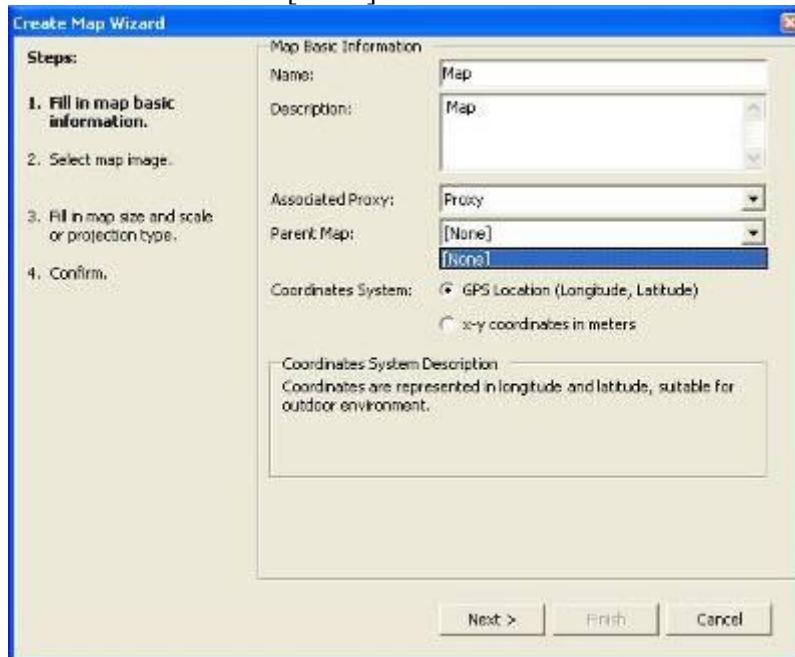 Create Map Wizard
Steps:
1. Fill in map basic
information.
2. Select map image.
3. Fill in map size and scale
or projection type.
4. Confirm.
Map Basic Information
Name:
Map
Description:
Map
Associated Proxy:
Proxy
Parent Map:
[None]
[None]
Coordinates System:
GPS Location (Longitude, Latitude)
x-y coordinates in meters
Coordinates System Description
Coordinates are represented in longitude and latitude, suitable for
outdoor environment.
Next >
Finish
Cancel